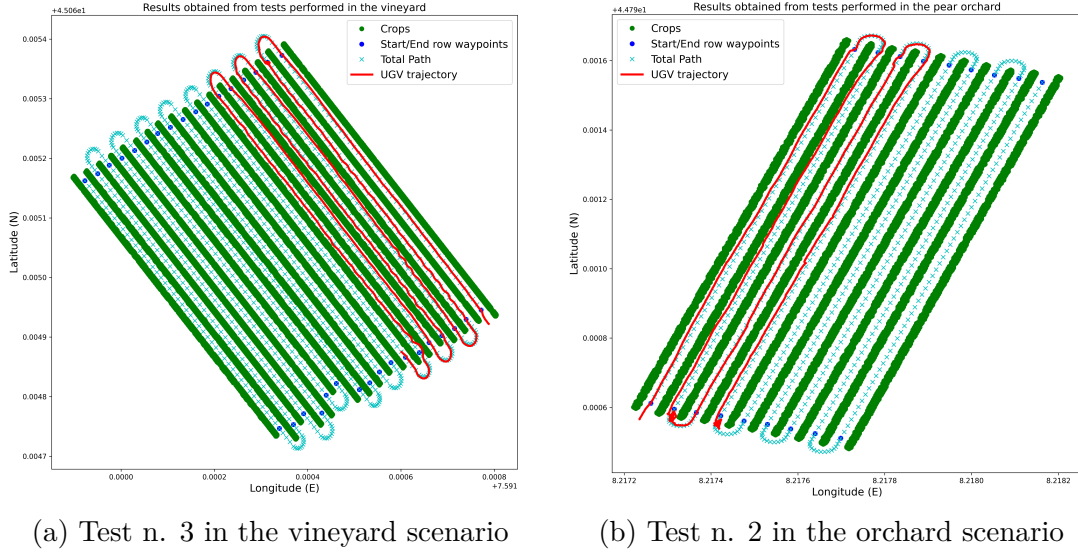 Results obtained from tests performed in the vineyard
+4.506e1
0.0054
0.0053
0.0052
0.0051
0.0050
0.0049
0.0048
0.0047
Latitude (N)
Crops
Start/End row waypoints
Total Path
UGV trajectory
0.0000
0.0002
0.0004
0.0006
0.0008
+7.591
Longitude (E)
(a) Test n. 3 in the vineyard scenario
Results obtained from tests performed in the pear orchard
+4.479e1
0.0016
0.0014
0.0012
0.0010
0.0008
0.0006
Latitude (N)
Crops
Start/End row waypoints
Total Path
UGV trajectory
8.2172
8.2174
8.2176
8.2178
8.2180
8.2182
Longitude (E)
(b) Test n. 2 in the orchard scenario